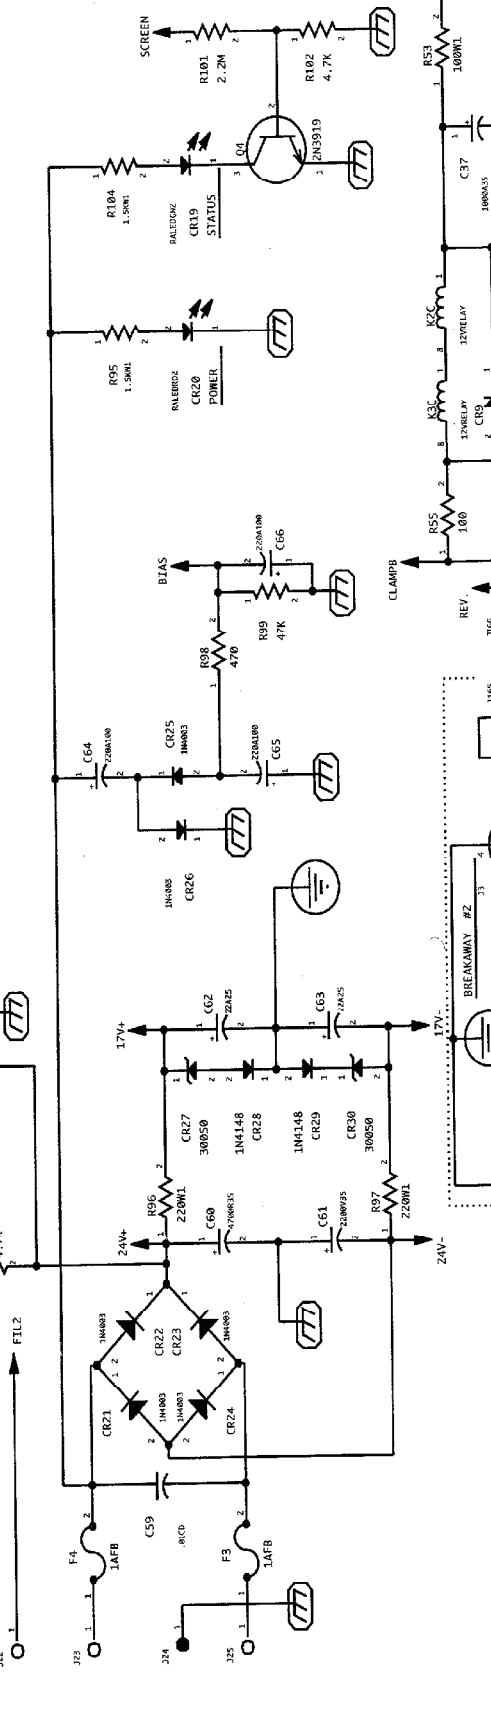 SCREEN
R101
2.2M
R102
4.7K
Q4
2N3919
R104
1.5KW1
RALEDGN2
CR19
STATUS
R95
1.5KW1
RALEDRD2
CR20
POWER
R53
100W1
C37
1000A35
K2C
12VRELAY
K3C
12VRELAY
CR9
R55
100
CLAMPB
REV.
BIAS
C66
220A100
R99
47K
R98
470
C64
220A100
CR25
1N4003
C65
220A100
1N4003
CR26
BREAKAWAY #2
J3
4
17V+
C62
22A25
C63
22A25
17V-
CR27
30050
1N4148
CR28
1N4148
CR29
CR30
30050
R96
220W1
R97
220W1
24V+
C60
4700R35
C61
2200V35
24V-
FIL2
1N4003
CR22
CR23
1N4003
CR21
1N4003
1N4003
CR24
C59
.01CD
F4
1AFB
F3
1AFB
J23
J24
J25